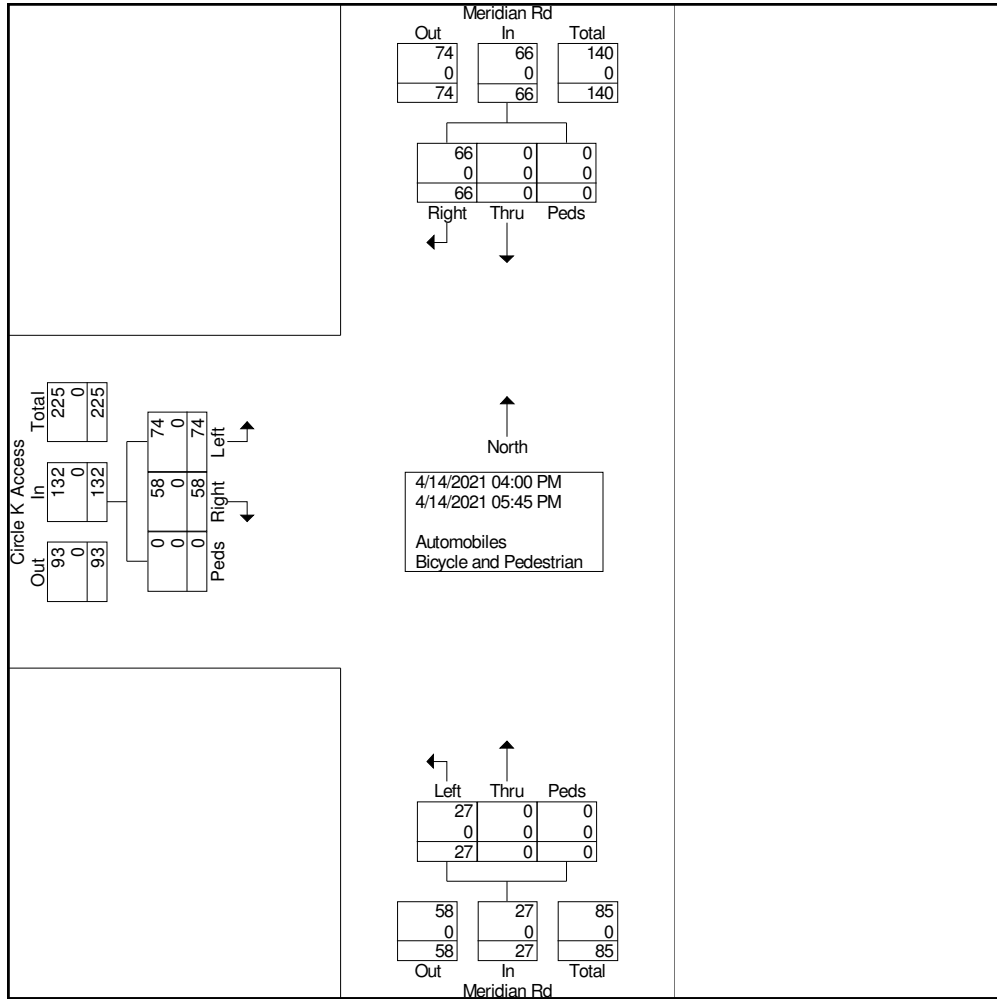 Meridian Rd
Out In Total
74 66 140
0 0 0
74 66 140
66 0 0
0 0 0
66 0 0
Right Thru Peds
Circle K Access
Out In Total
93 132 225
0 0 0
93 132 225
Peds Right Left
0 58 74
0 0 0
0 58 74
North
4/14/2021 04:00 PM
4/14/2021 05:45 PM
Automobiles
Bicycle and Pedestrian
Left Thru Peds
27 0 0
0 0 0
27 0 0
58 27 85
0 0 0
58 27 85
Out In Total
Meridian Rd